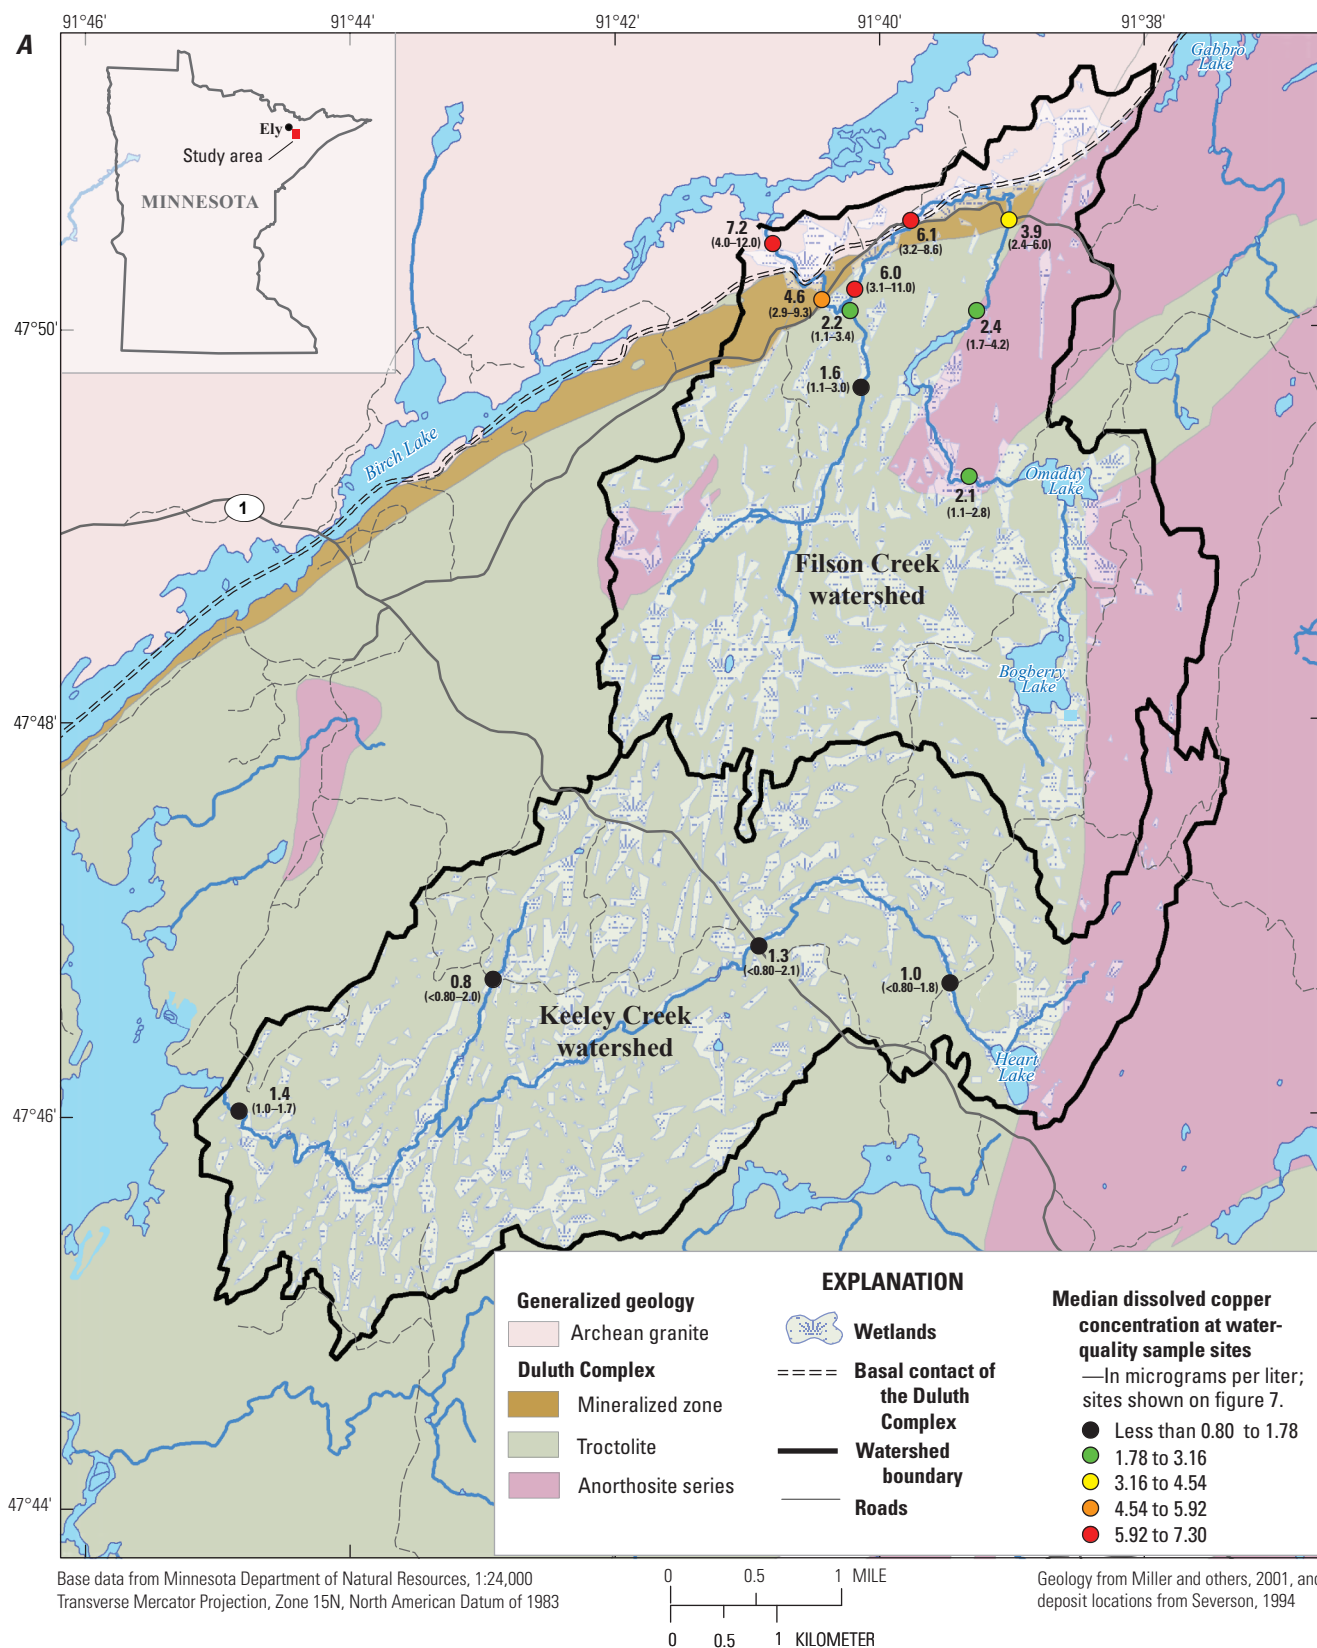 A
91°46'
91°44'
91°42'
91°40'
91°38'
47°50'
47°48'
47°46'
47°44'
Ely
Study area
MINNESOTA
Gabbro
Lake
7.2
(4.0–12.0)
6.1
(3.2–8.6)
3.9
(2.4–6.0)
6.0
(3.1–11.0)
4.6
(2.9–9.3)
2.2
(1.1–3.4)
2.4
(1.7–4.2)
1.6
(1.1–3.0)
Birch Lake
1
2.1
(1.1–2.8)
Omaday
Lake
Filson Creek
watershed
Bogberry
Lake
0.8
(<0.80–2.0)
1.3
(<0.80–2.1)
1.0
(<0.80–1.8)
Keeley Creek
watershed
Heart
Lake
1.4
(1.0–1.7)
EXPLANATION
Generalized geology
Archean granite
Duluth Complex
Mineralized zone
Troctolite
Anorthosite series
Wetlands
Basal contact of
the Duluth
Complex
Watershed
boundary
Roads
Median dissolved copper
concentration at water-
quality sample sites
—In micrograms per liter;
sites shown on figure 7.
Less than 0.80 to 1.78
1.78 to 3.16
3.16 to 4.54
4.54 to 5.92
5.92 to 7.30
Base data from Minnesota Department of Natural Resources, 1:24,000
Transverse Mercator Projection, Zone 15N, North American Datum of 1983
0 0.5 1 MILE
0 0.5 1 KILOMETER
Geology from Miller and others, 2001, and
deposit locations from Severson, 1994